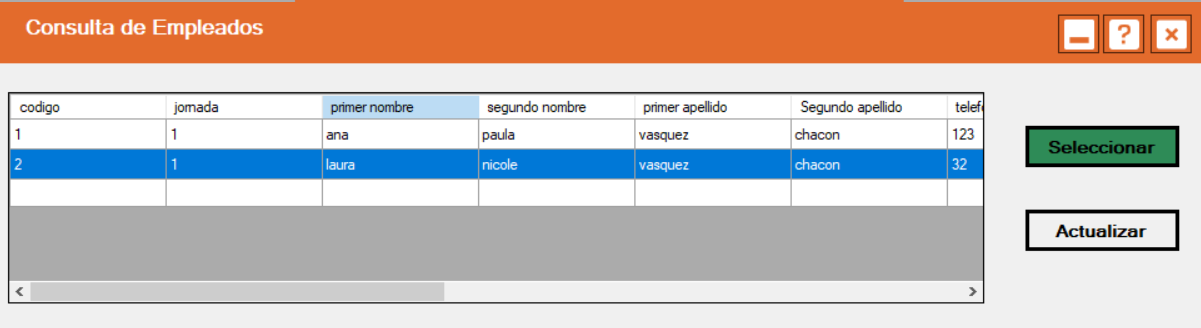 Consulta de Empleados
?
codigo jornada primer nombre segundo nombre primer apellido Segundo apellido telef
1 1 ana paula vasquez chacon 123
2 1 laura nicole vasquez chacon 32
Seleccionar
Actualizar